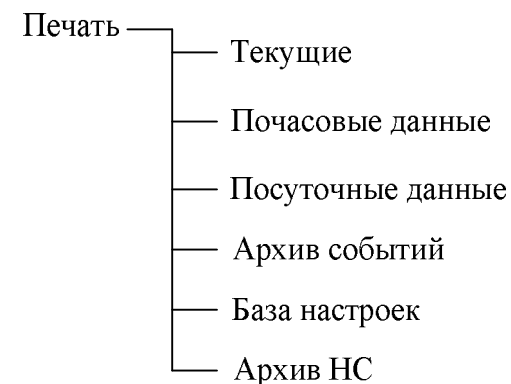 Печать
Текущие
Почасовые данные
Посуточные данные
Архив событий
База настроек
Архив НС